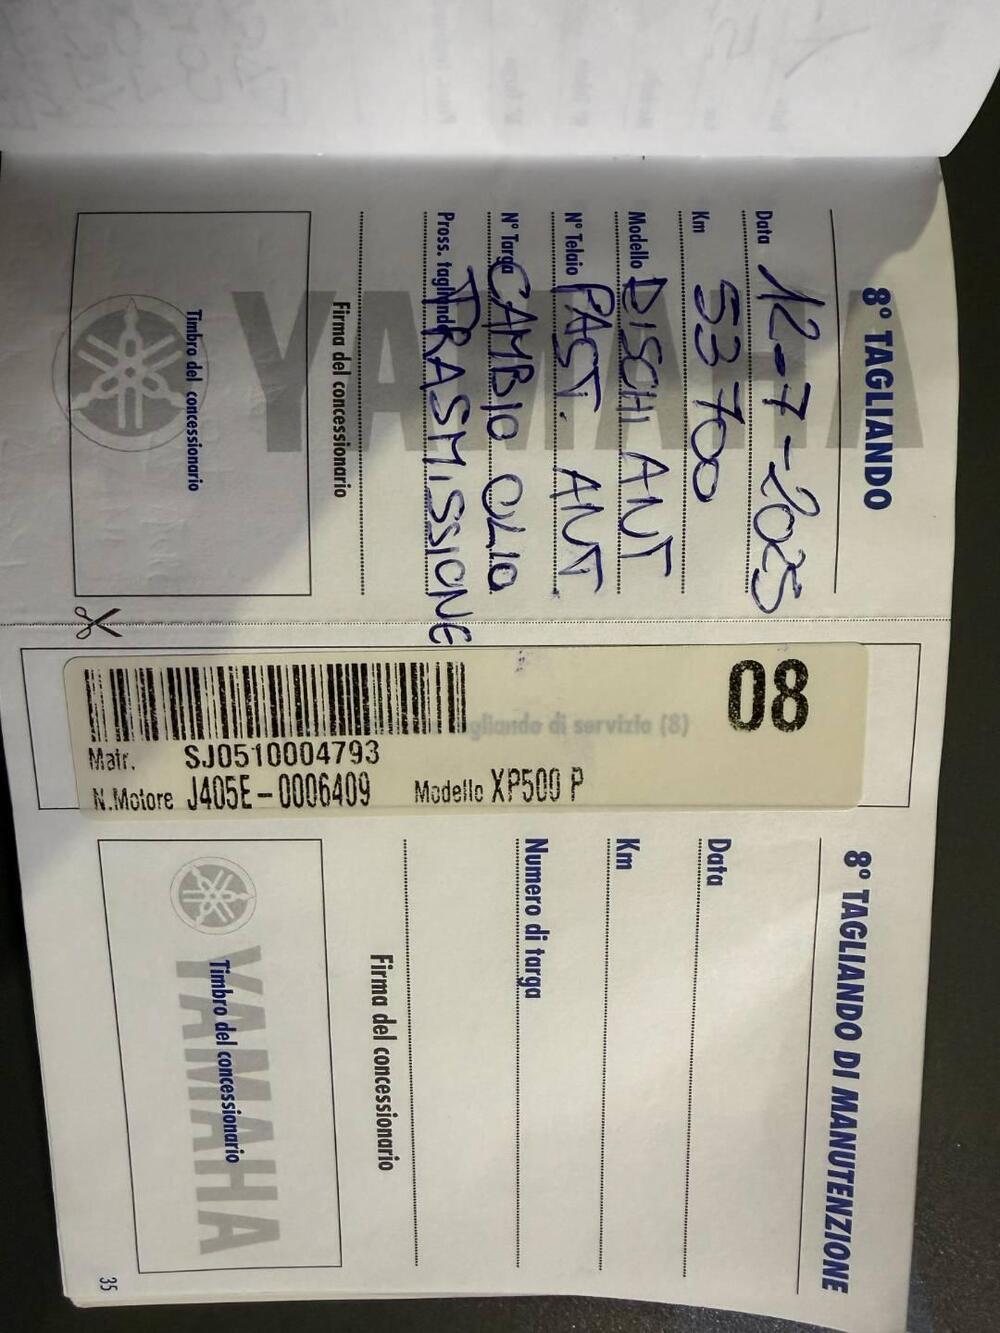 8° TAGLIANDO
Data 12-7-2025
Km 53700
Modello DISCHI ANT
N° Telaio PAST. ANT.
N° Targa CAMBIO OLIO
Pross. tagliando TRASMISSIONE
Firma del concessionario
Timbro del concessionario
YAMAHA
08
tagliando di servizio (8)
Matr. SJ0510004793
N.Motore J405E-0006409 Modello XP500 P
8° TAGLIANDO DI MANUTENZIONE
Data
Km
Numero di targa
Firma del concessionario
Timbro del concessionario
YAMAHA
35